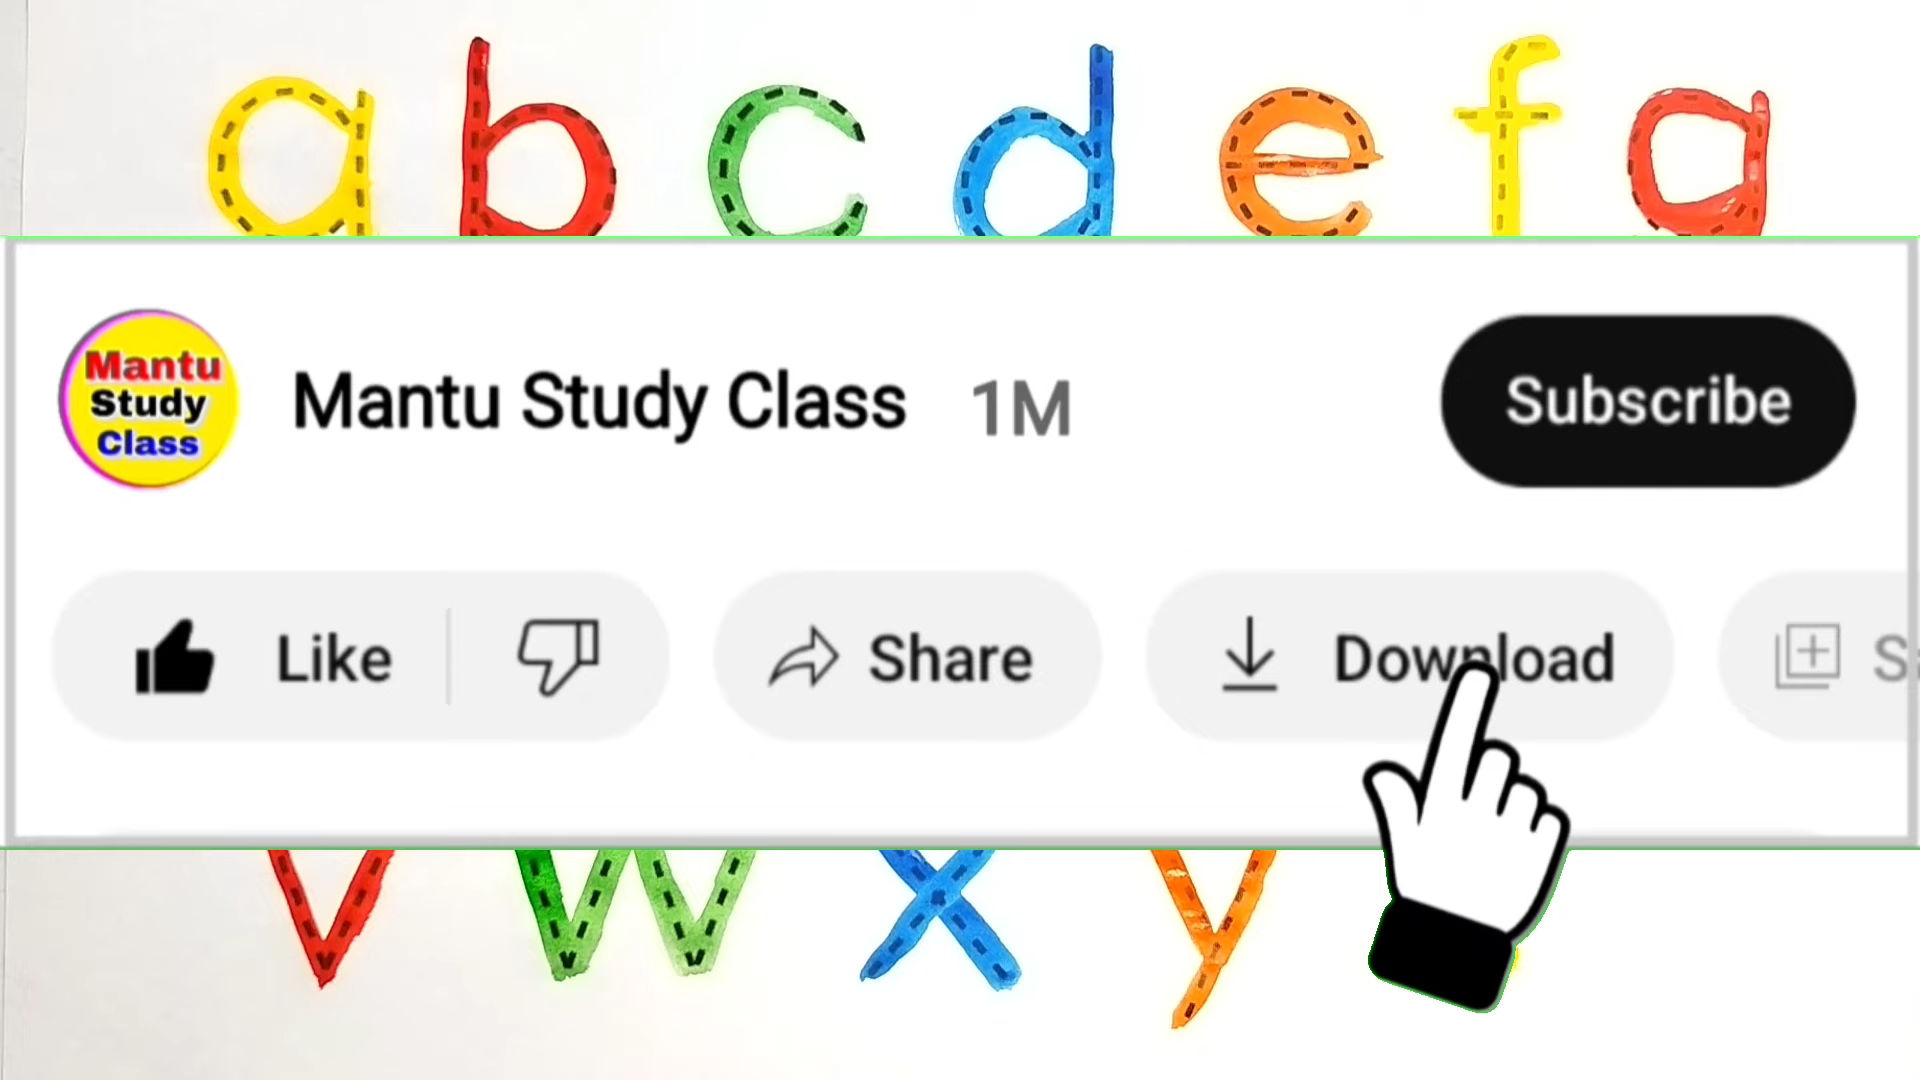 a b c d e f g
Mantu
Study
Class
Mantu Study Class 1M
Subscribe
Like
Share
Download
v w x y